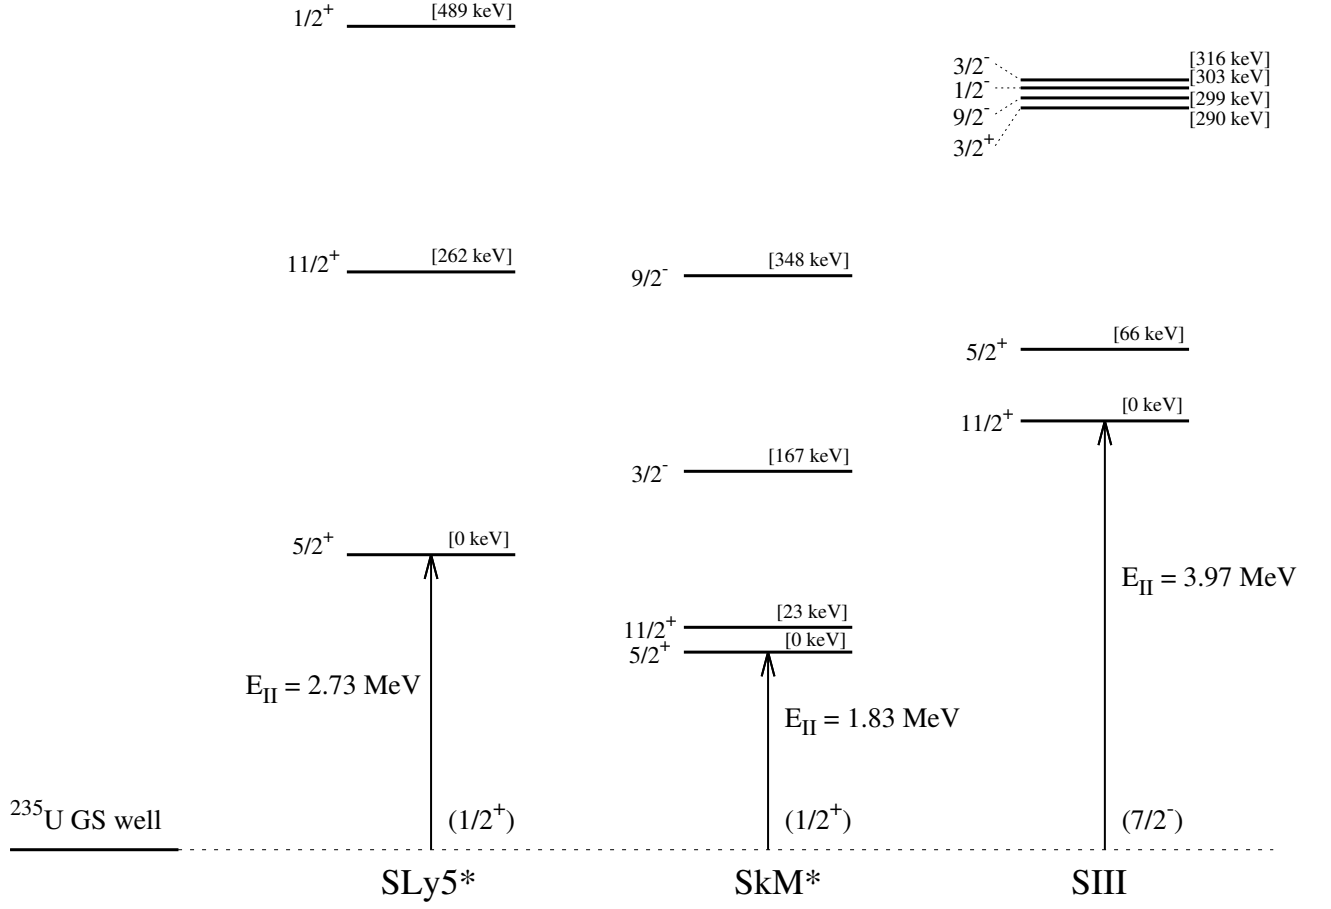 1/2⁺ [489 keV]
11/2⁺ [262 keV]
5/2⁺ [0 keV]
E_II = 2.73 MeV
(1/2⁺)
SLy5*
9/2⁻ [348 keV]
3/2⁻ [167 keV]
11/2⁺ [23 keV]
5/2⁺ [0 keV]
E_II = 1.83 MeV
(1/2⁺)
SkM*
3/2⁻ [316 keV]
1/2⁻ [303 keV]
9/2⁻ [299 keV]
3/2⁺ [290 keV]
5/2⁺ [66 keV]
11/2⁺ [0 keV]
E_II = 3.97 MeV
(7/2⁻)
SIII
²³⁵U GS well